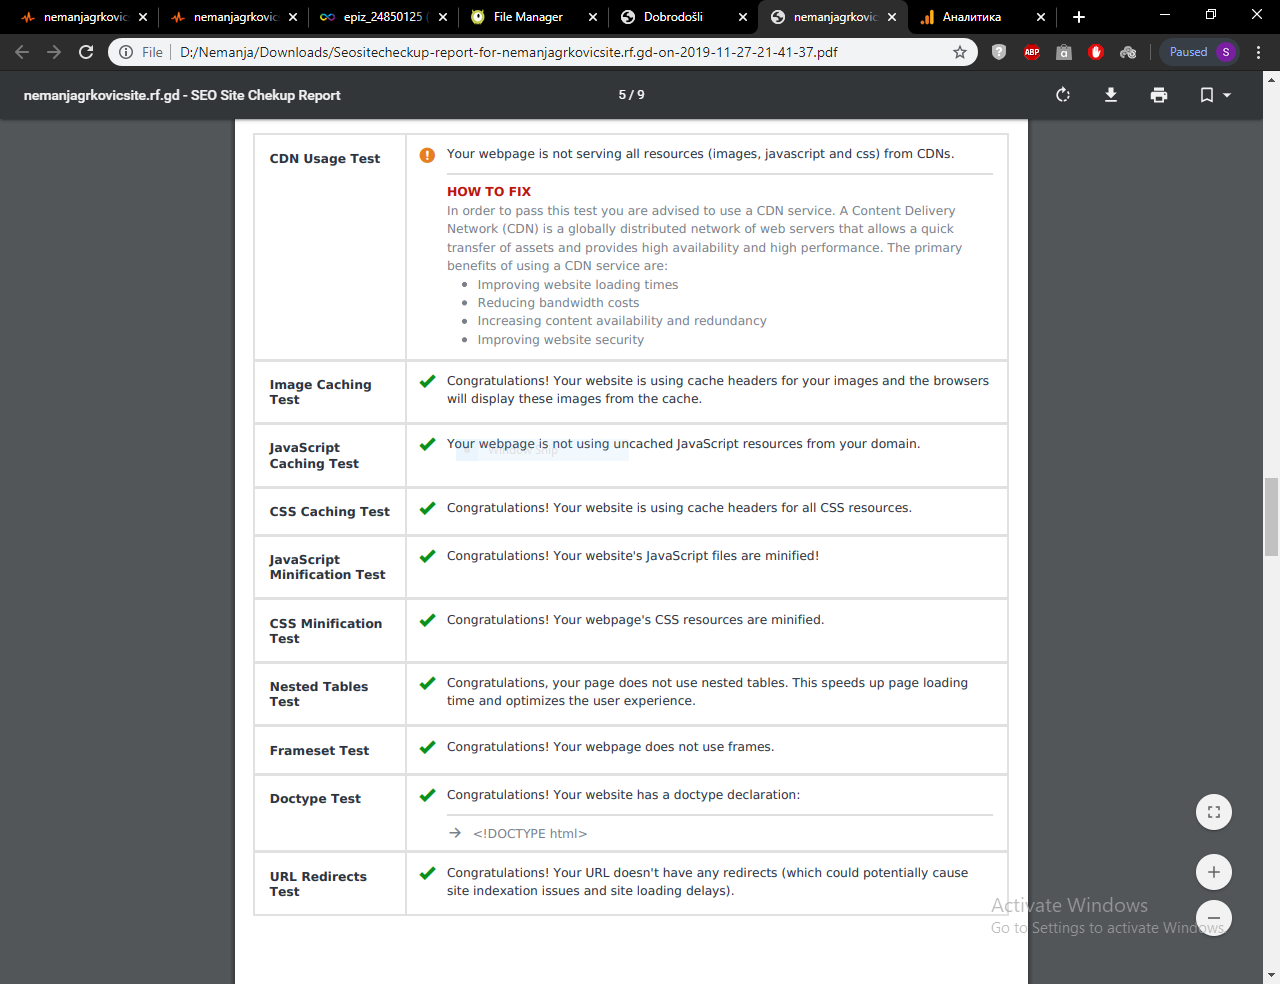 nemanjagrkovic
nemanjagrkovic
epiz_24850125 (
File Manager
Dobrodošli
nemanjagrkovic
Аналитика
File
D:/Nemanja/Downloads/Seositecheckup-report-for-nemanjagrkovicsite.rf.gd-on-2019-11-27-21-41-37.pdf
ABP
a
Paused
S
nemanjagrkovicsite.rf.gd - SEO Site Chekup Report
5 / 9
CDN Usage Test
Your webpage is not serving all resources (images, javascript and css) from CDNs.
HOW TO FIX
In order to pass this test you are advised to use a CDN service. A Content Delivery
Network (CDN) is a globally distributed network of web servers that allows a quick
transfer of assets and provides high availability and high performance. The primary
benefits of using a CDN service are:
Improving website loading times
Reducing bandwidth costs
Increasing content availability and redundancy
Improving website security
Image Caching
Test
Congratulations! Your website is using cache headers for your images and the browsers
will display these images from the cache.
JavaScript
Caching Test
Your webpage is not using uncached JavaScript resources from your domain.
Window Snip
CSS Caching Test
Congratulations! Your website is using cache headers for all CSS resources.
JavaScript
Minification Test
Congratulations! Your website's JavaScript files are minified!
CSS Minification
Test
Congratulations! Your webpage's CSS resources are minified.
Nested Tables
Test
Congratulations, your page does not use nested tables. This speeds up page loading
time and optimizes the user experience.
Frameset Test
Congratulations! Your webpage does not use frames.
Doctype Test
Congratulations! Your website has a doctype declaration:
<!DOCTYPE html>
URL Redirects
Test
Congratulations! Your URL doesn't have any redirects (which could potentially cause
site indexation issues and site loading delays).
Activate Windows
Go to Settings to activate Windows.